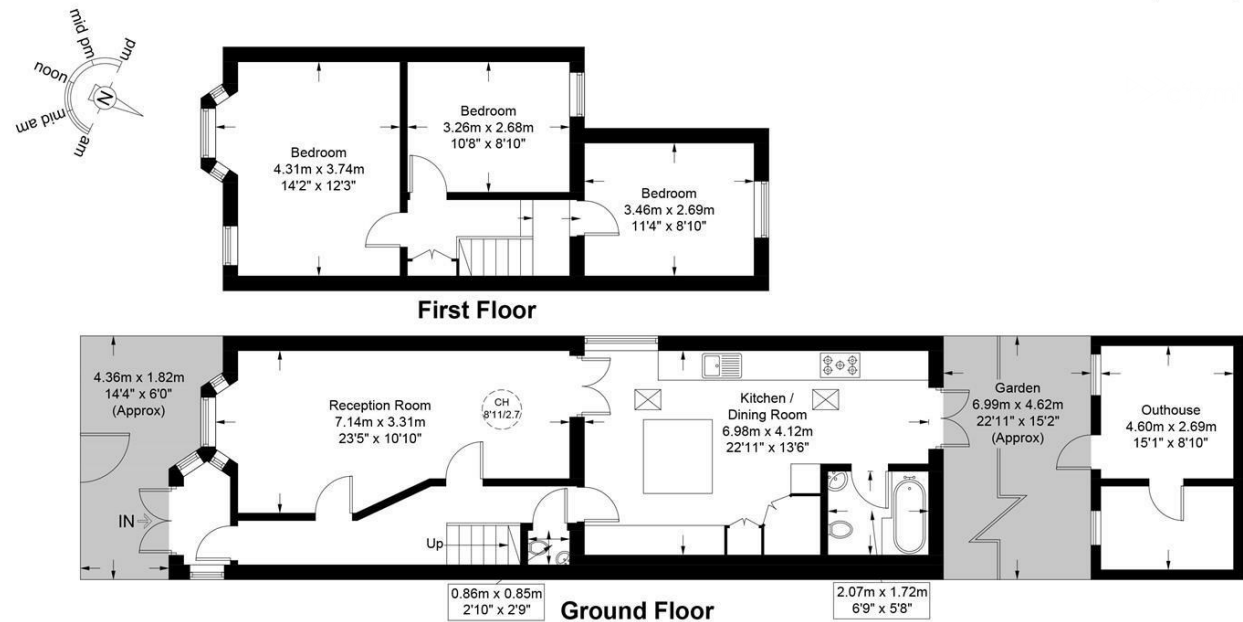 mid pm
pm
noon
mid am
am
N
Bedroom
4.31m x 3.74m
14'2" x 12'3"
Bedroom
3.26m x 2.68m
10'8" x 8'10"
Bedroom
3.46m x 2.69m
11'4" x 8'10"
First Floor
4.36m x 1.82m
14'4" x 6'0"
(Approx)
IN
Reception Room
7.14m x 3.31m
23'5" x 10'10"
CH
8'11/2.7
Up
0.86m x 0.85m
2'10" x 2'9"
Kitchen /
Dining Room
6.98m x 4.12m
22'11" x 13'6"
2.07m x 1.72m
6'9" x 5'8"
Garden
6.99m x 4.62m
22'11" x 15'2"
(Approx)
Outhouse
4.60m x 2.69m
15'1" x 8'10"
Ground Floor